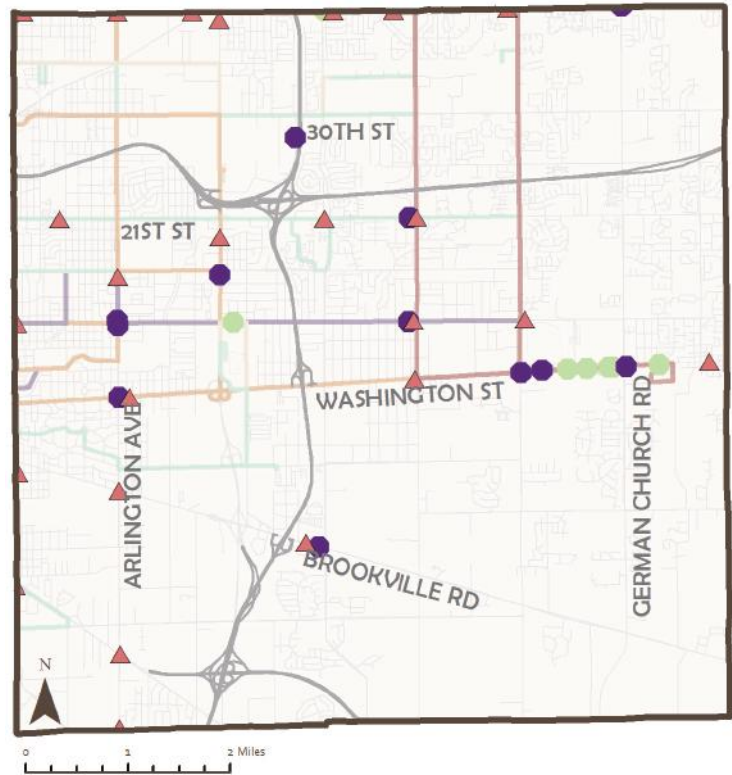 30TH ST
21ST ST
WASHINGTON ST
ARLINGTON AVE
GERMAN CHURCH RD
BROOKVILLE RD
N
0 1 2 Miles